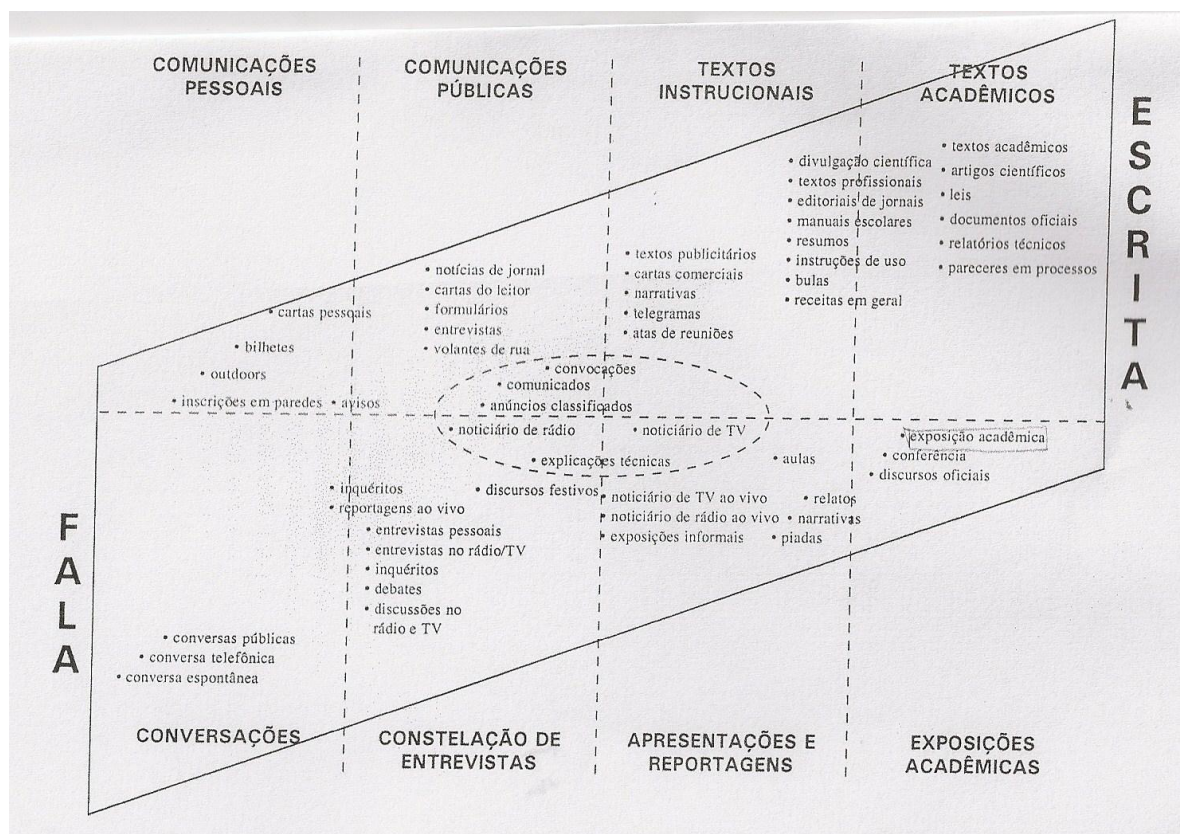 COMUNICAÇÕES
PESSOAIS
COMUNICAÇÕES
PÚBLICAS
TEXTOS
INSTRUCIONAIS
TEXTOS
ACADÊMICOS
E
S
C
R
I
T
A
• cartas pessoais
• bilhetes
• outdoors
• inscrições em paredes • avisos
• notícias de jornal
• cartas do leitor
• formulários
• entrevistas
• volantes de rua
• convocações
• comunicados
• anúncios classificados
• textos publicitários
• cartas comerciais
• narrativas
• telegramas
• atas de reuniões
• divulgação científica
• textos profissionais
• editoriais de jornais
• manuais escolares
• resumos
• instruções de uso
• bulas
• receitas em geral
• textos acadêmicos
• artigos científicos
• leis
• documentos oficiais
• relatórios técnicos
• pareceres em processos
• noticiário de rádio
• noticiário de TV
• explicações técnicas
• aulas
• exposição acadêmica
• conferência
• discursos oficiais
• inquéritos
• reportagens ao vivo
• entrevistas pessoais
• entrevistas no rádio/TV
• inquéritos
• debates
• discussões no
rádio e TV
• discursos festivos
• noticiário de TV ao vivo
• noticiário de rádio ao vivo
• exposições informais
• relatos
• narrativas
• piadas
• conversas públicas
• conversa telefônica
• conversa espontânea
F
A
L
A
CONVERSAÇÕES
CONSTELAÇÃO DE
ENTREVISTAS
APRESENTAÇÕES E
REPORTAGENS
EXPOSIÇÕES
ACADÊMICAS